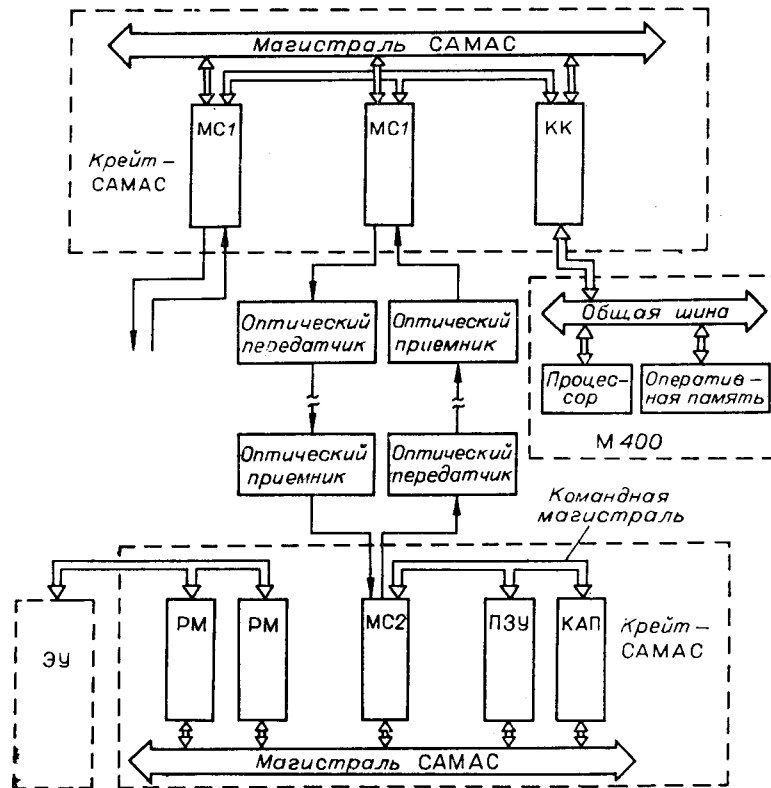 Магистраль САМАС
МС1
МС1
КК
Крейт –
САМАС
Оптический
передатчик
Оптический
приемник
Общая шина
Процес-
сор
Оператив-
ная память
М 400
Оптический
приемник
Оптический
передатчик
Командная
магистраль
ЭУ
РМ
РМ
МС2
ПЗУ
КАП
Крейт –
САМАС
Магистраль САМАС